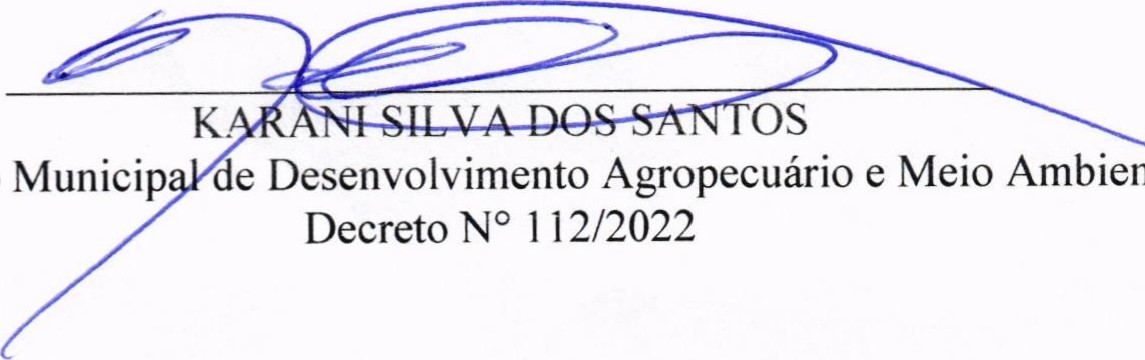 KARANI SILVA DOS SANTOS
Municipal de Desenvolvimento Agropecuário e Meio Ambien
Decreto N° 112/2022